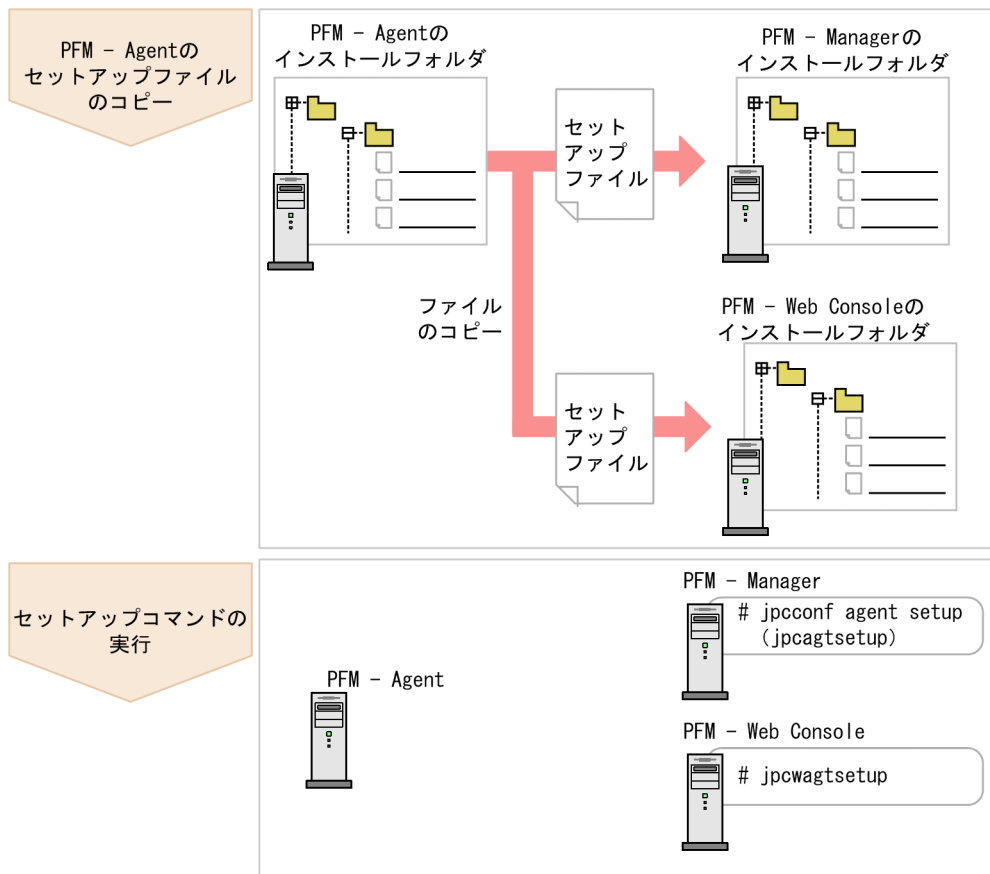 PFM - Agentの
セットアップファイル
のコピー
PFM - Agentの
インストールフォルダ
PFM - Managerの
インストールフォルダ
セット
アップ
ファイル
ファイル
のコピー
PFM - Web Consoleの
インストールフォルダ
セット
アップ
ファイル
セットアップコマンドの
実行
PFM - Agent
PFM - Manager
# jpcconf agent setup
(jpcagtsetup)
PFM - Web Console
# jpcwagtsetup